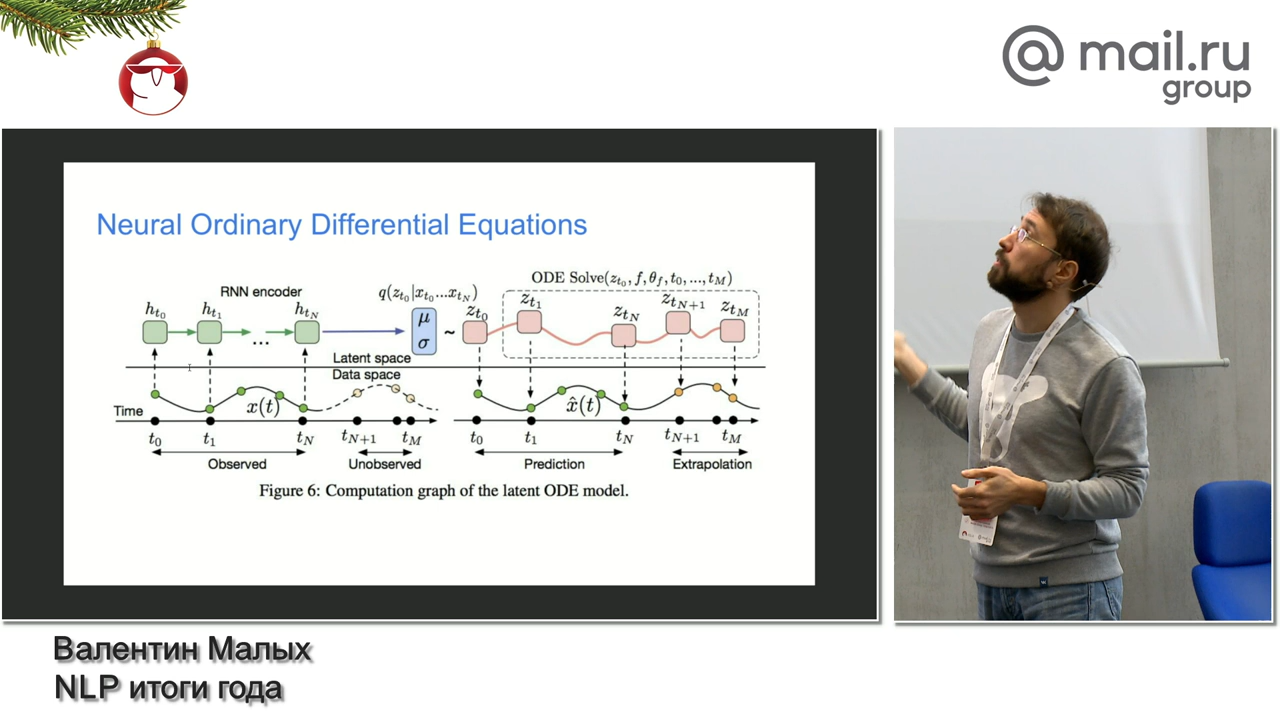 @ mail.ru
group
Neural Ordinary Differential Equations
ODE Solve(z_{t_0}, f, θ_f, t_0, ..., t_M)
RNN encoder
q(z_{t_0}|x_{t_0}...x_{t_N})
h_{t_0} h_{t_1} h_{t_N} z_{t_0} z_{t_1} z_{t_N} z_{t_{N+1}} z_{t_M}
μ
... ~
σ
Latent space
Data space
x(t) x̂(t)
Time
t_0 t_1 t_N t_{N+1} t_M t_0 t_1 t_N t_{N+1} t_M
Observed Unobserved Prediction Extrapolation
Figure 6: Computation graph of the latent ODE model.
Валентин Малых
NLP итоги года